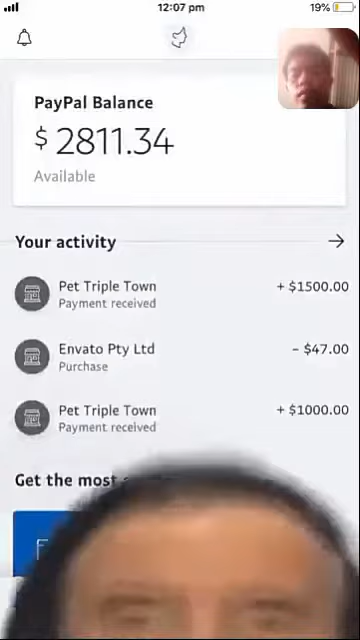 12:07 pm
19%
PayPal Balance
$ 2811.34
Available
Your activity
Pet Triple Town
+ $1500.00
Payment received
Envato Pty Ltd
- $47.00
Purchase
Pet Triple Town
+ $1000.00
Payment received
Get the most